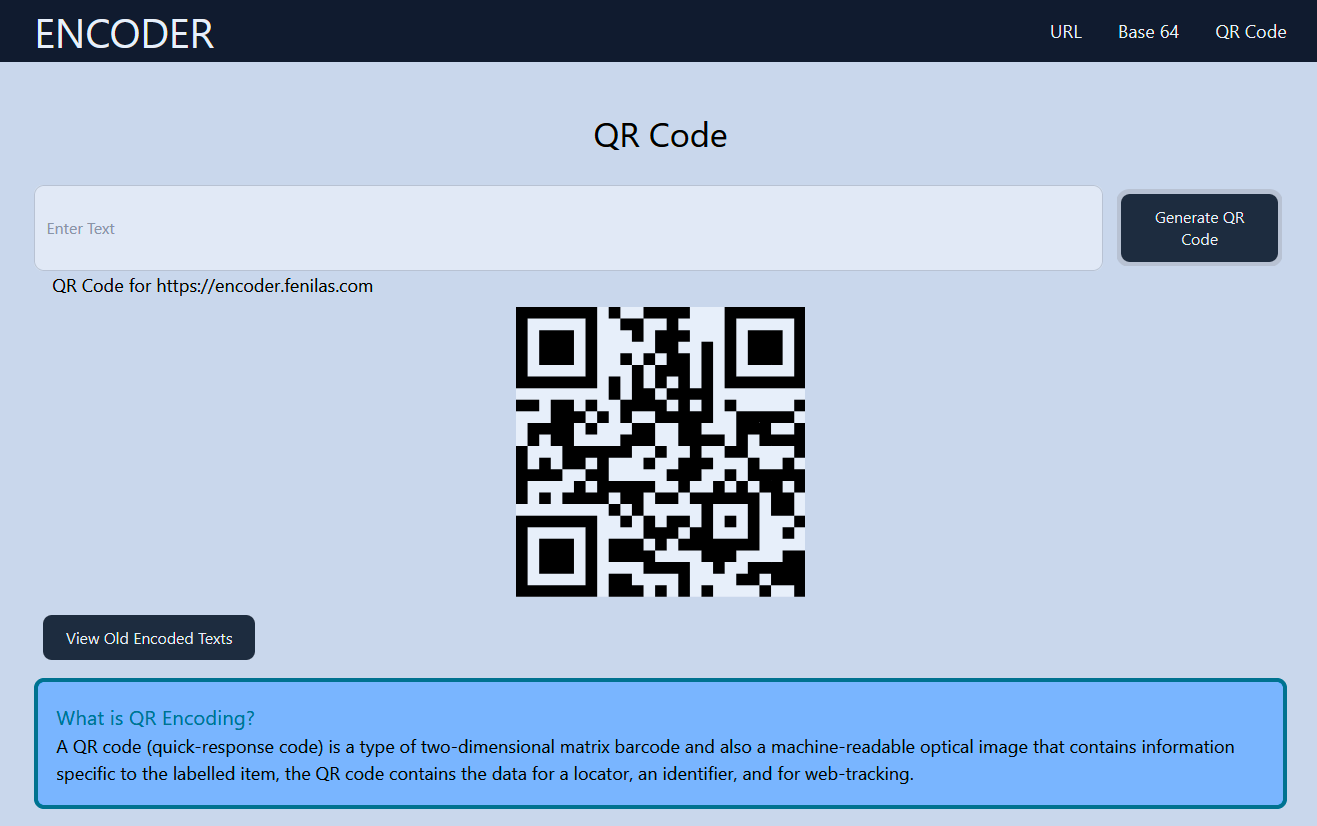 ENCODER
URL Base 64 QR Code
QR Code
Enter Text
Generate QR
Code
QR Code for https://encoder.fenilas.com
View Old Encoded Texts
What is QR Encoding?
A QR code (quick-response code) is a type of two-dimensional matrix barcode and also a machine-readable optical image that contains information
specific to the labelled item, the QR code contains the data for a locator, an identifier, and for web-tracking.